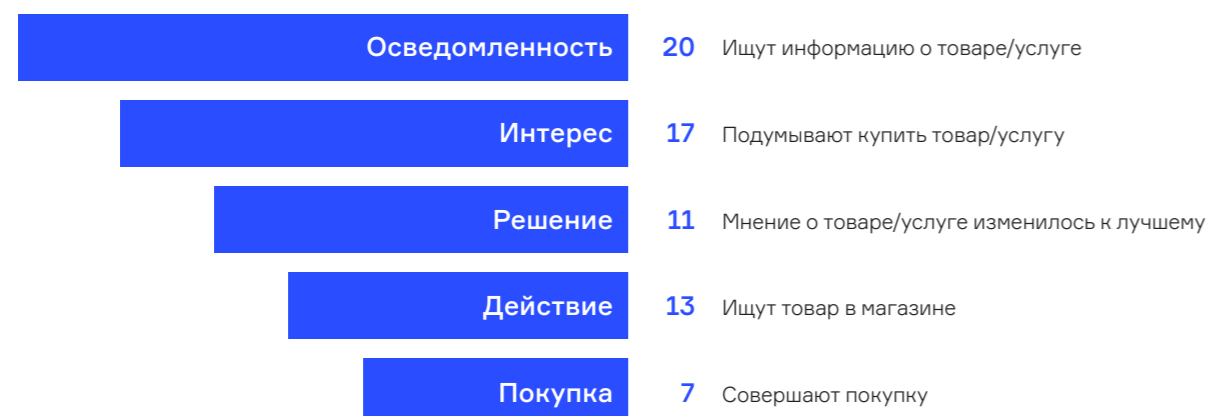 Осведомленность 20 Ищут информацию о товаре/услуге
Интерес 17 Подумывают купить товар/услугу
Решение 11 Мнение о товаре/услуге изменилось к лучшему
Действие 13 Ищут товар в магазине
Покупка 7 Совершают покупку